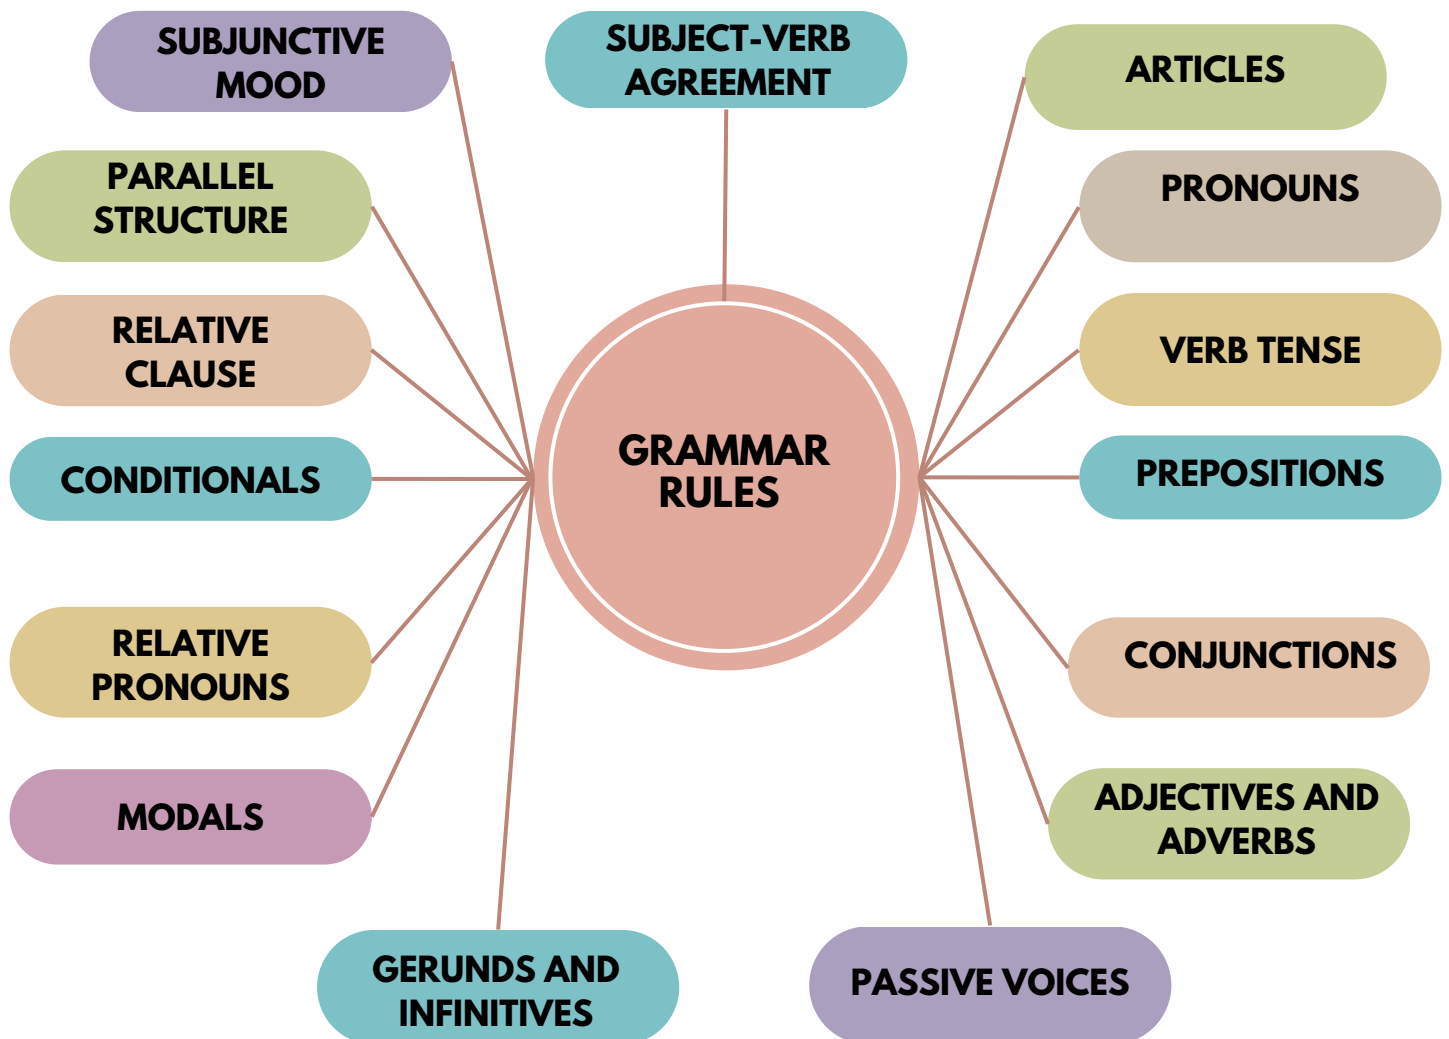 SUBJUNCTIVE
MOOD
SUBJECT-VERB
AGREEMENT
ARTICLES
PARALLEL
STRUCTURE
PRONOUNS
RELATIVE
CLAUSE
VERB TENSE
CONDITIONALS
GRAMMAR
RULES
PREPOSITIONS
RELATIVE
PRONOUNS
CONJUNCTIONS
MODALS
ADJECTIVES AND
ADVERBS
GERUNDS AND
INFINITIVES
PASSIVE VOICES